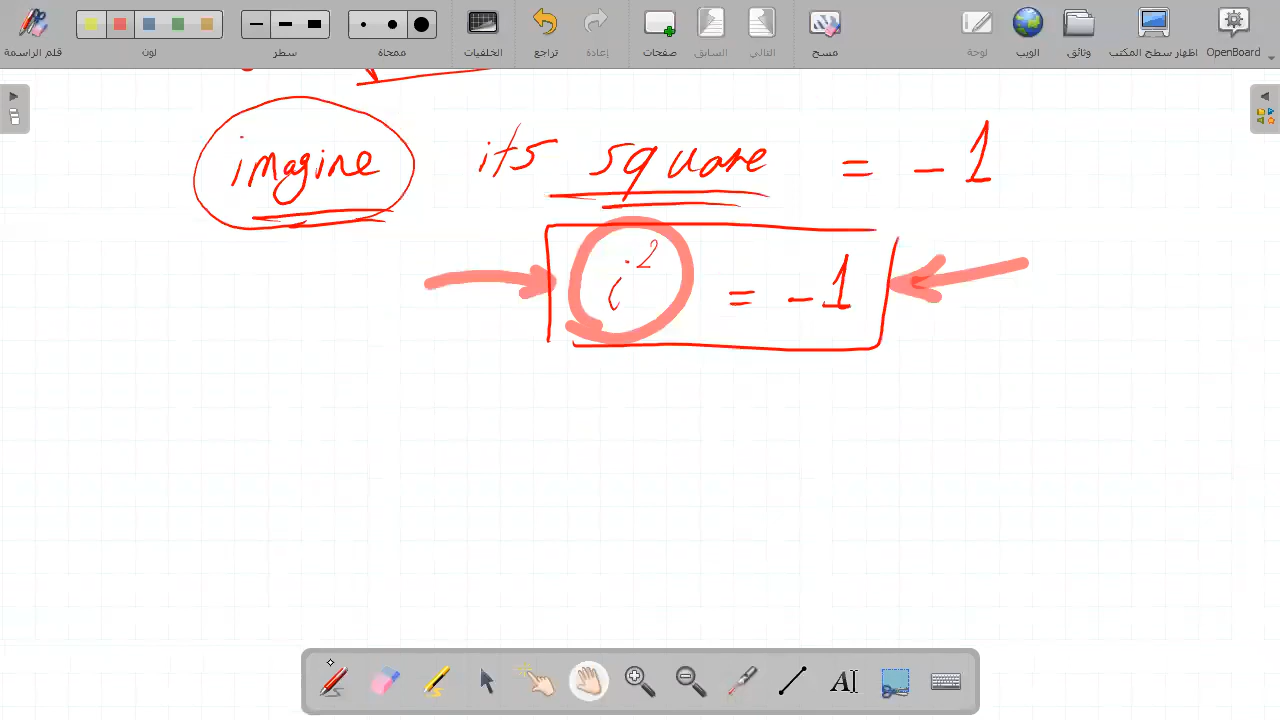 قلم الراسمة
لون
سطر
ممحاة
الخلفيات
تراجع
إعادة
صفحات
السابق
التالي
مسح
لوحة
الويب
وثائق
اظهار سطح المكتب
OpenBoard
imagine its square = -1
i² = -1